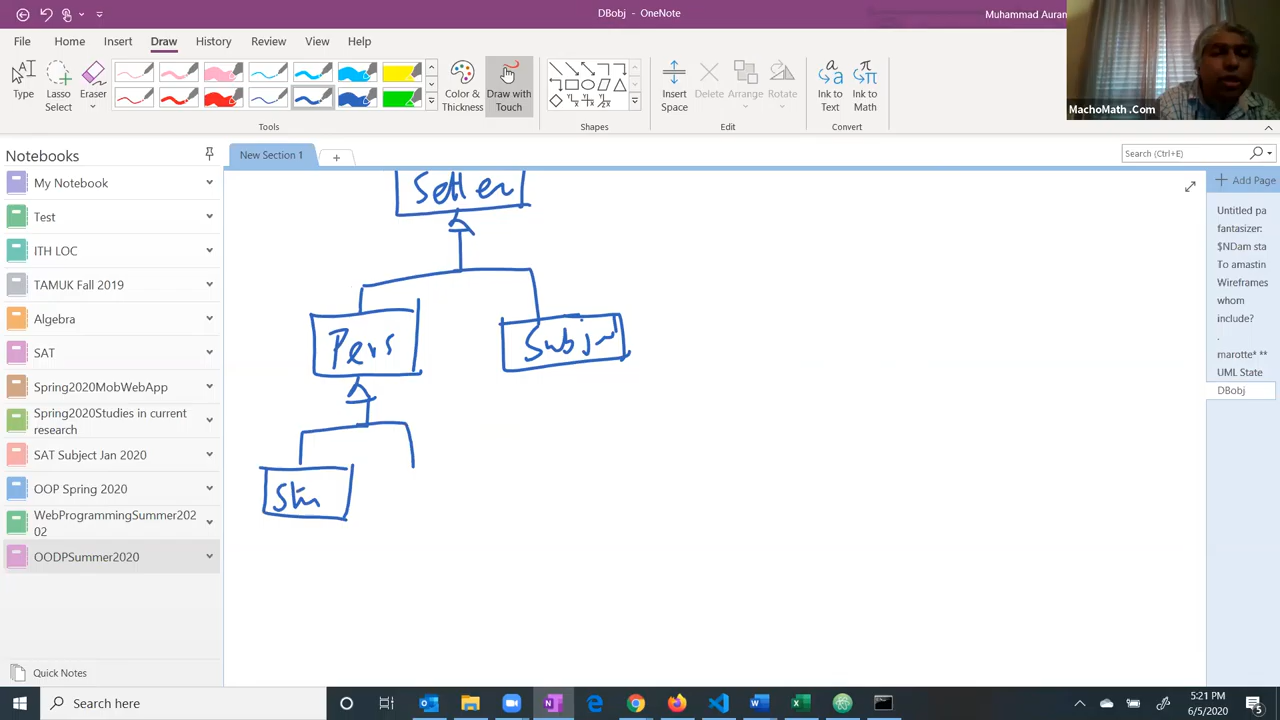 DBobj - OneNote
Muhammad Auran
File Home Insert Draw History Review View Help
Type
Lasso Select
Eraser
Color & Thickness
Draw with Touch
Insert Space
Delete
Arrange
Rotate
Ink to Text
Ink to Math
Tools
Shapes
Edit
Convert
MachoMath .Com
Notebooks
New Section 1
Search (Ctrl+E)
My Notebook
Test
ITH LOC
TAMUK Fall 2019
Algebra
SAT
Spring2020MobWebApp
Spring2020Studies in current
research
SAT Subject Jan 2020
OOP Spring 2020
WebProgrammingSummer202
02
OODPSummer2020
Quick Notes
Pers
Stu
Add Page
Untitled pa
fantasizer:
$NDam sta
To amastin
Wireframes
whom
include?
.
marotte* **
UML State
DBobj
Search here
5:21 PM
6/5/2020
5